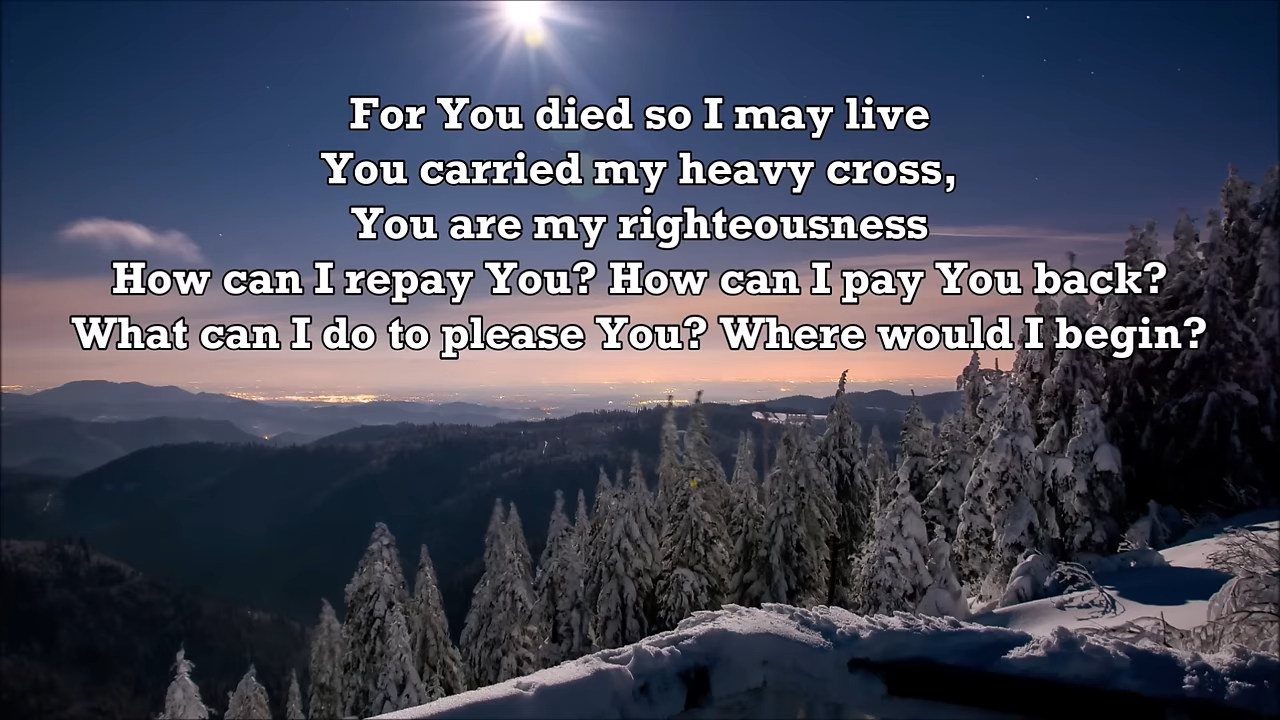 For You died so I may live
You carried my heavy cross,
You are my righteousness
How can I repay You? How can I pay You back?
What can I do to please You? Where would I begin?